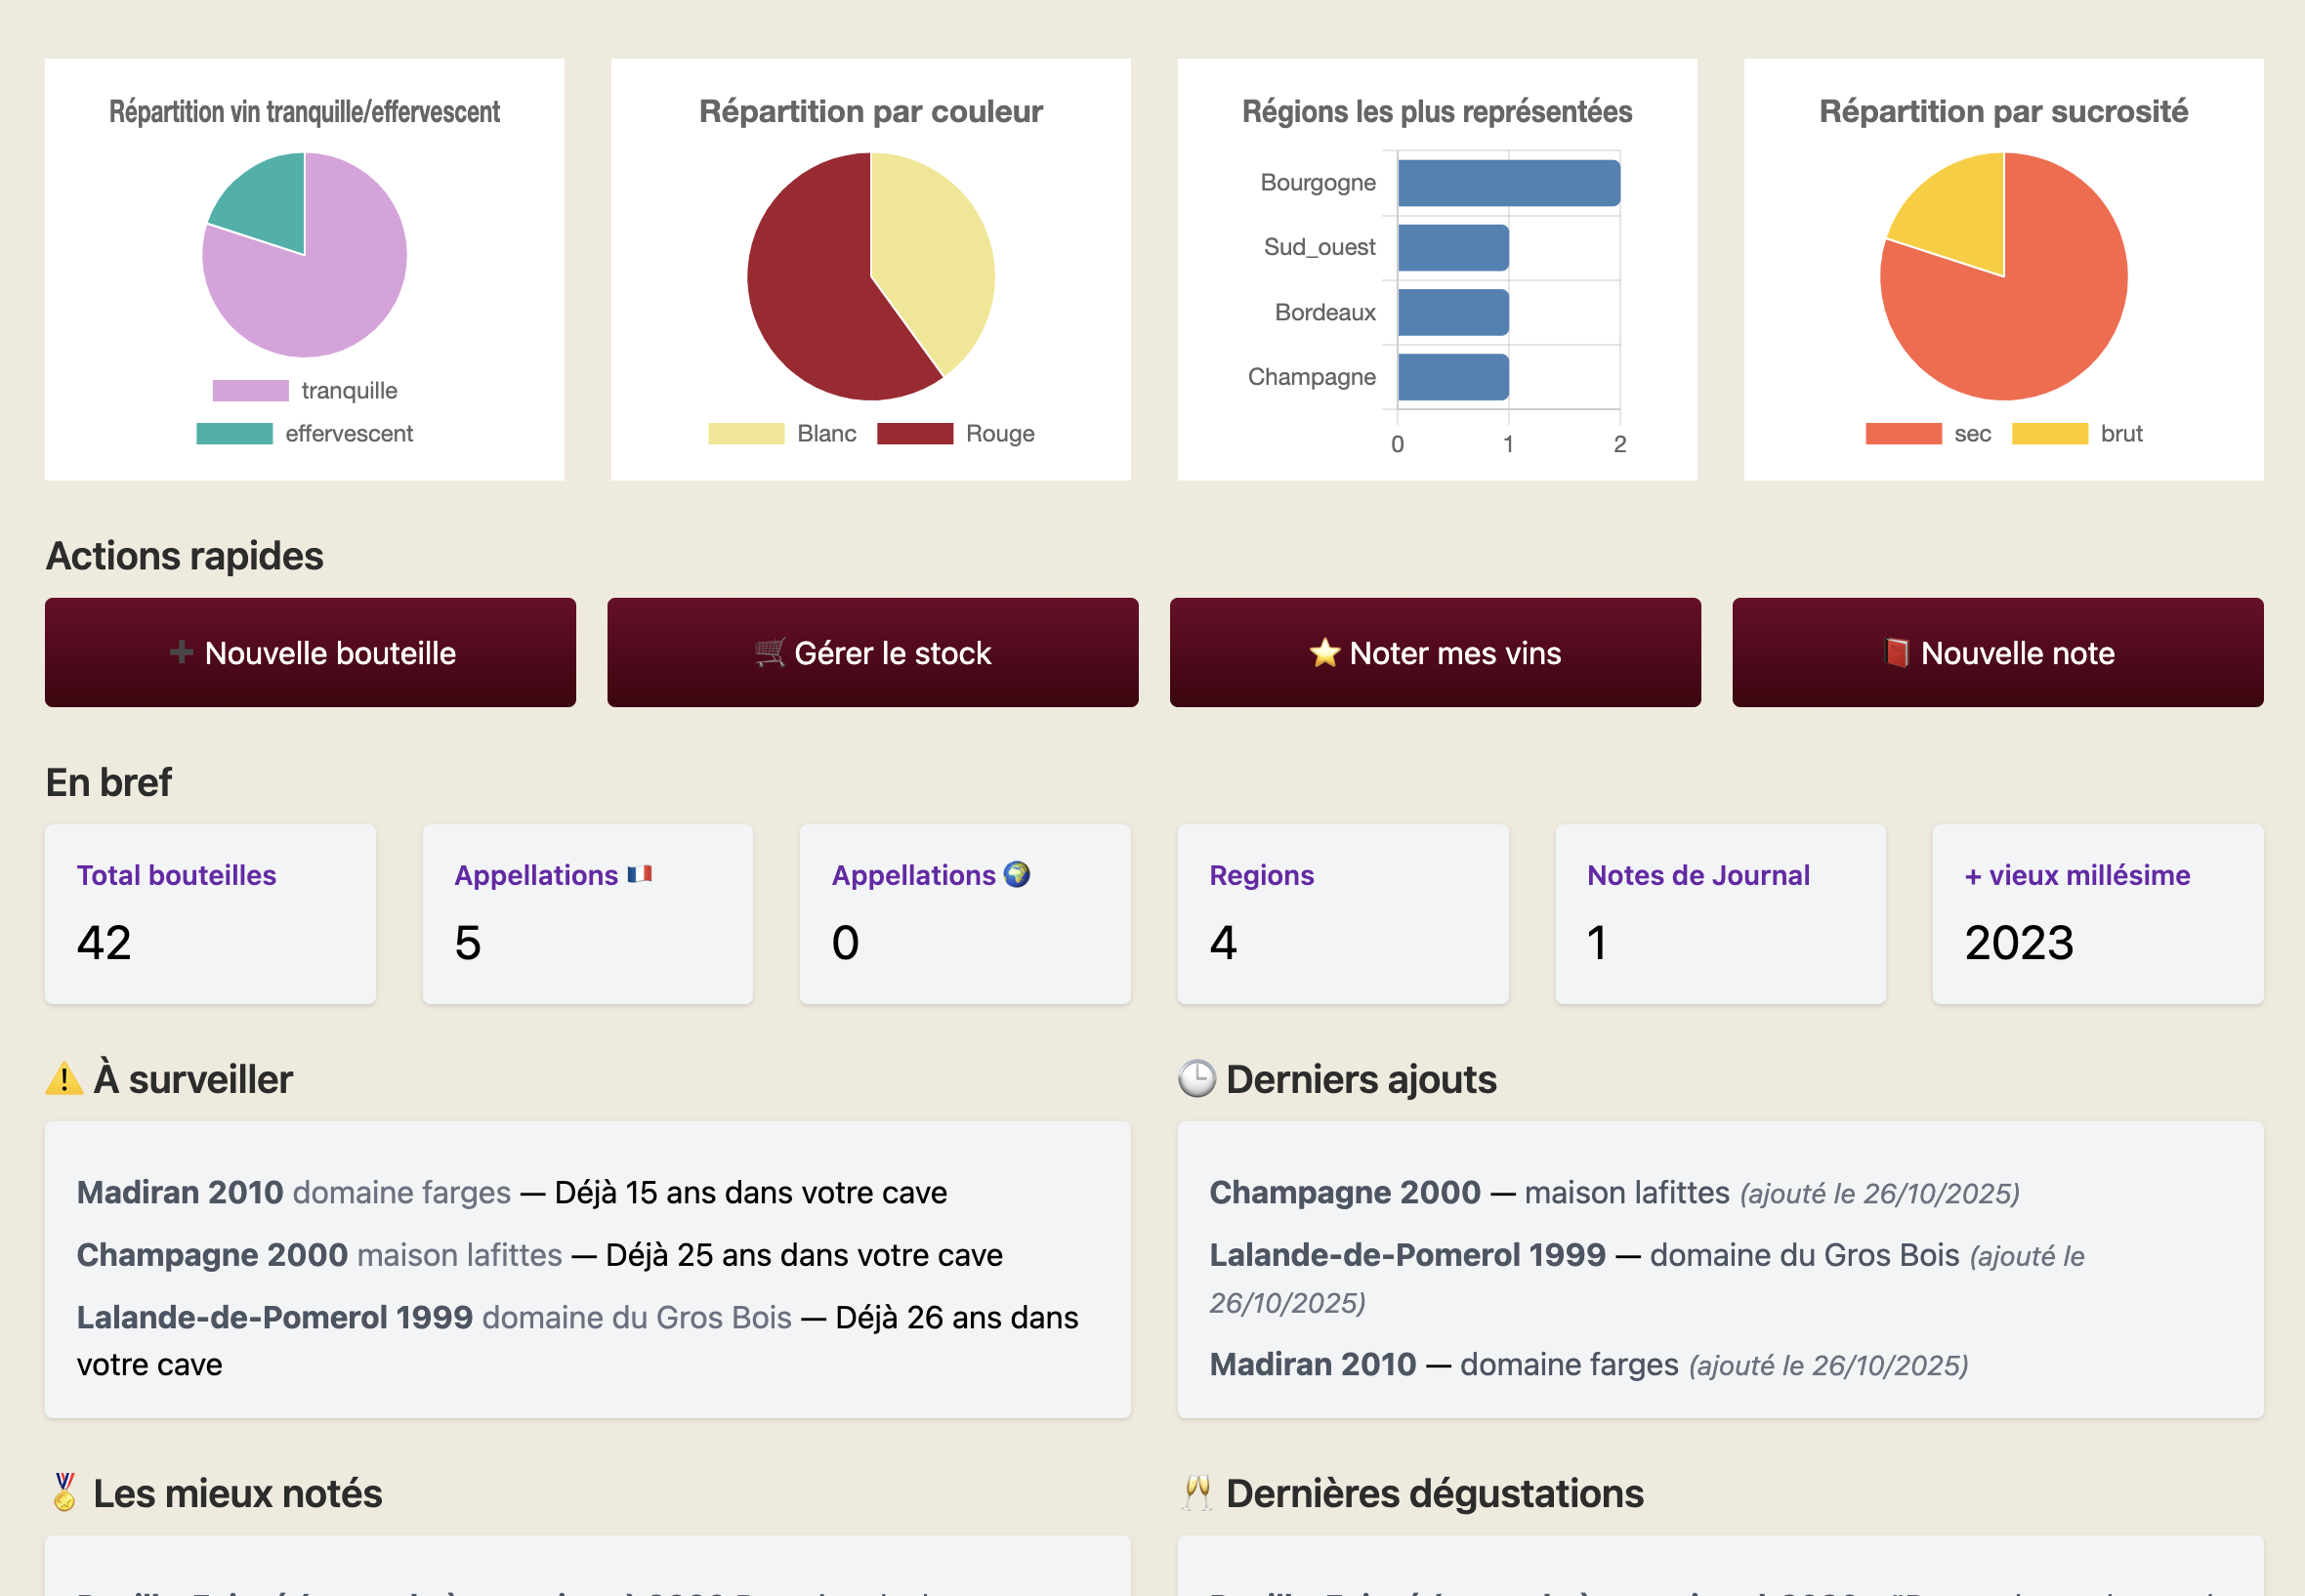 Répartition vin tranquille/effervescent
tranquille
effervescent
Répartition par couleur
Blanc Rouge
Régions les plus représentées
Bourgogne
Sud_ouest
Bordeaux
Champagne
0 1 2
Répartition par sucrosité
sec brut
Actions rapides
➕ Nouvelle bouteille
🛒 Gérer le stock
⭐ Noter mes vins
📕 Nouvelle note
En bref
Total bouteilles
42
Appellations 🇫🇷
5
Appellations 🌍
0
Regions
4
Notes de Journal
1
+ vieux millésime
2023
⚠️ À surveiller
Madiran 2010 domaine farges — Déjà 15 ans dans votre cave
Champagne 2000 maison lafittes — Déjà 25 ans dans votre cave
Lalande-de-Pomerol 1999 domaine du Gros Bois — Déjà 26 ans dans
votre cave
🕒 Derniers ajouts
Champagne 2000 — maison lafittes (ajouté le 26/10/2025)
Lalande-de-Pomerol 1999 — domaine du Gros Bois (ajouté le
26/10/2025)
Madiran 2010 — domaine farges (ajouté le 26/10/2025)
🏅 Les mieux notés
🥂 Dernières dégustations